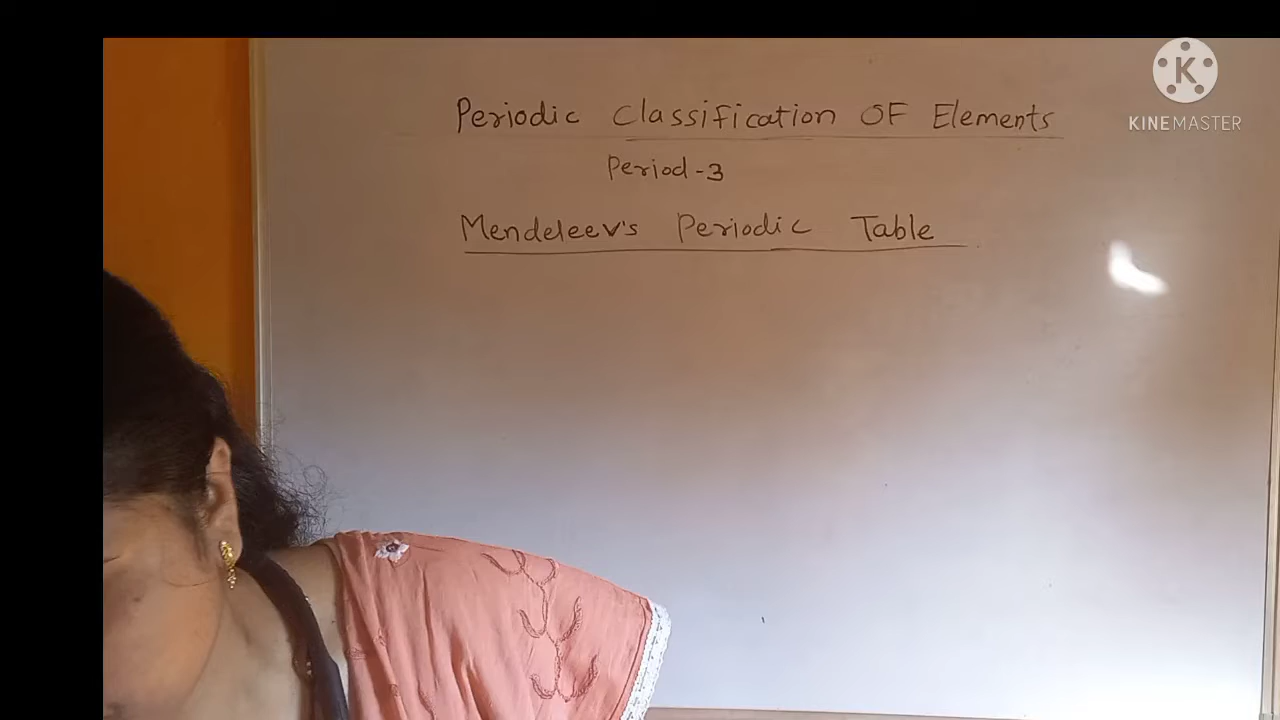 Periodic Classification OF Elements
Period-3
Mendeleev's Periodic Table
K
KINEMASTER